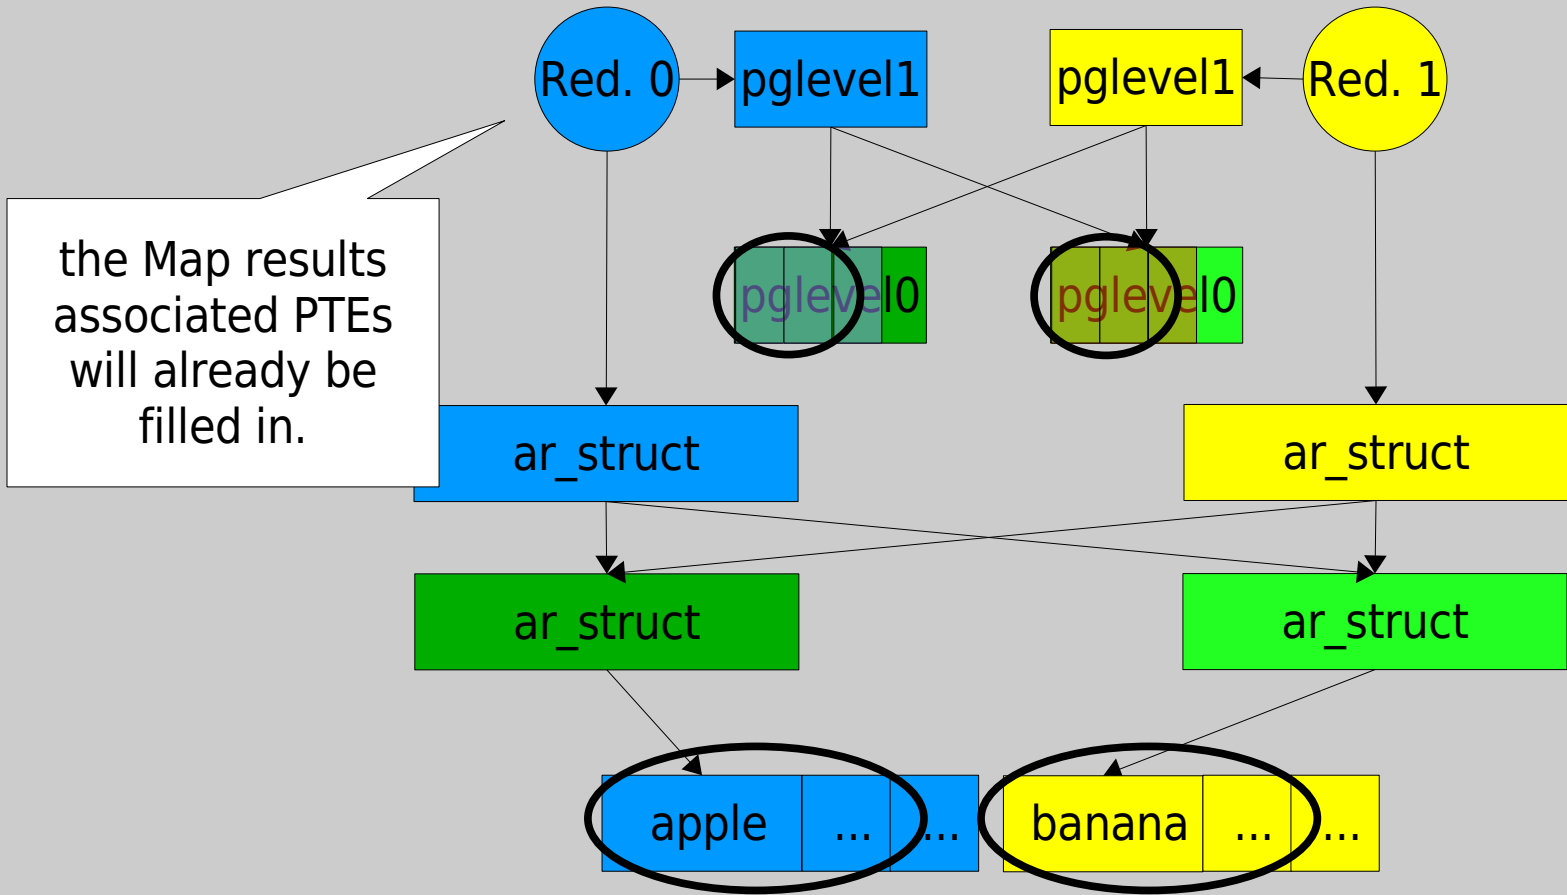 Red. 0
pglevel1
pglevel1
Red. 1
the Map results
associated PTEs
will already be
filled in.
pglevel0
pglevel0
ar_struct
ar_struct
ar_struct
ar_struct
apple
...
...
banana
...
...